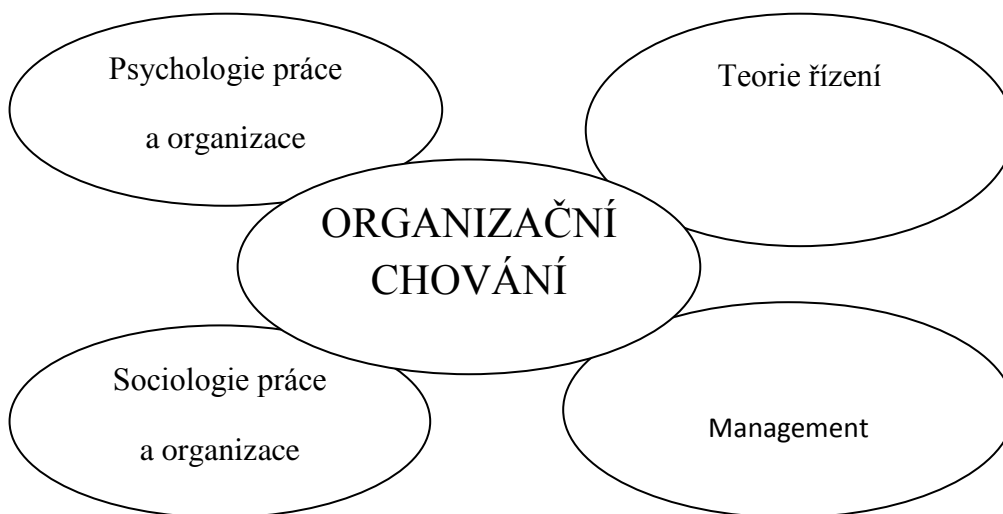 Psychologie práce
a organizace
Teorie řízení
ORGANIZAČNÍ
CHOVÁNÍ
Sociologie práce
a organizace
Management